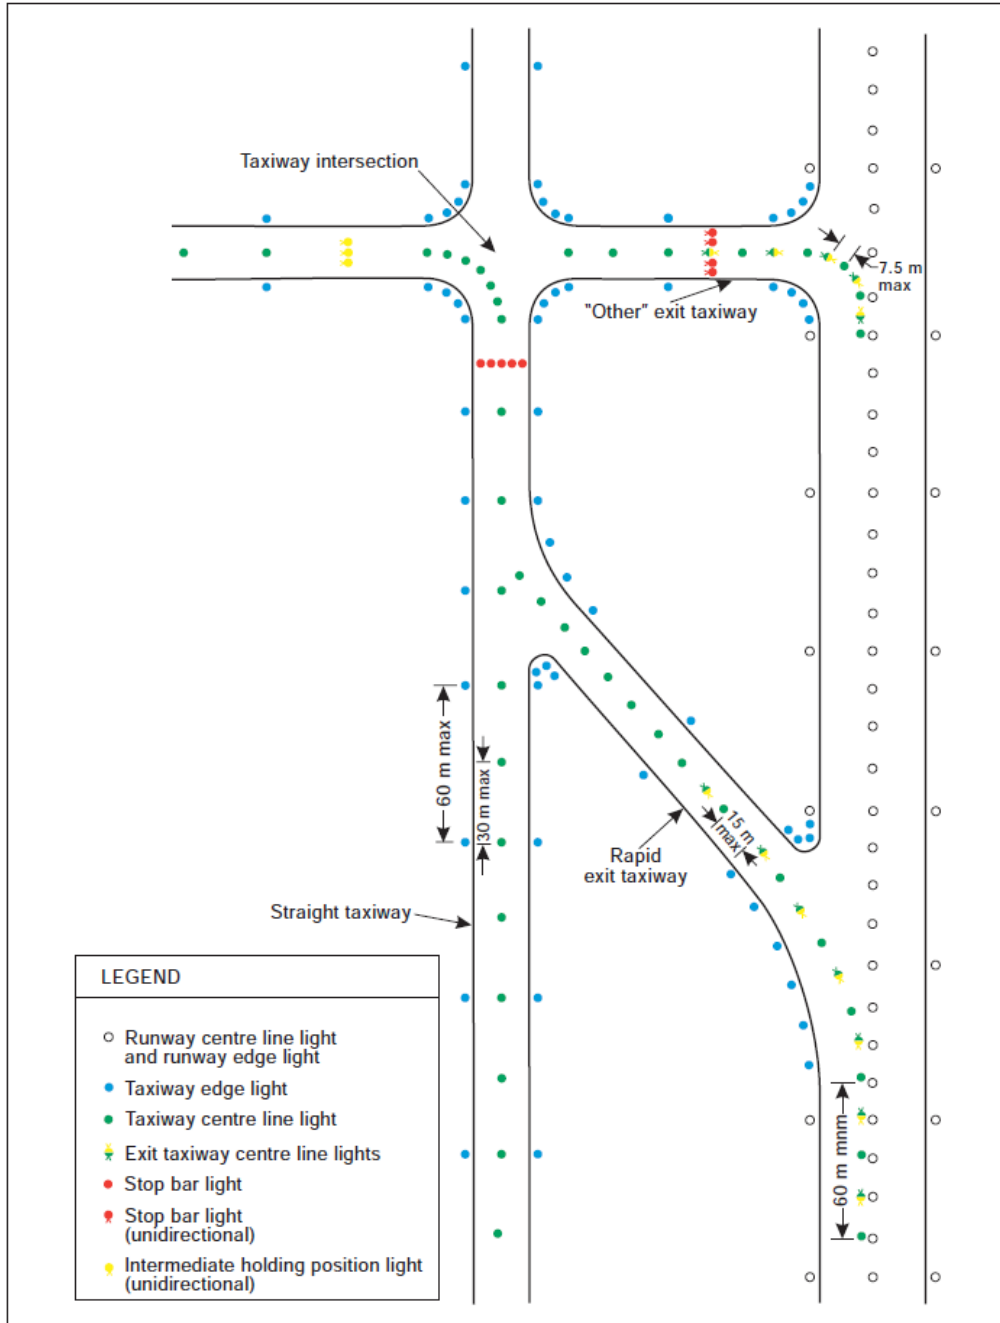 Taxiway intersection
7.5 m
max
"Other" exit taxiway
60 m max
30 m max
15 m
max
Rapid
exit taxiway
Straight taxiway
60 m mnm
LEGEND
Runway centre line light
and runway edge light
Taxiway edge light
Taxiway centre line light
Exit taxiway centre line lights
Stop bar light
Stop bar light
(unidirectional)
Intermediate holding position light
(unidirectional)